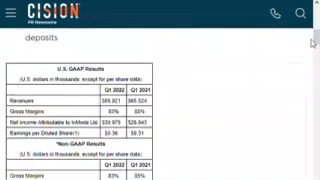 CISION
PR Newswire
deposits
U.S. GAAP Results
(U.S. dollars in thousands, except for per share data)
Q1 2022 Q1 2021
Revenues $85,921 $65,524
Gross Margins 83% 85%
Net Income Attributable to InMode Ltd. $30,975 $26,843
Earnings per Diluted Share(1) $0.36 $0.31
*Non-GAAP Results
(U.S. dollars in thousands, except for per share data)
Q1 2022 Q1 2021
Gross Margins 83% 85%